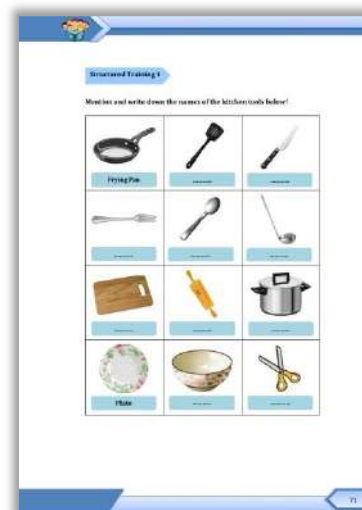 Structured Training 1
Mention and write down the names of the kitchen tools below!
Frying Pan
Plate
71